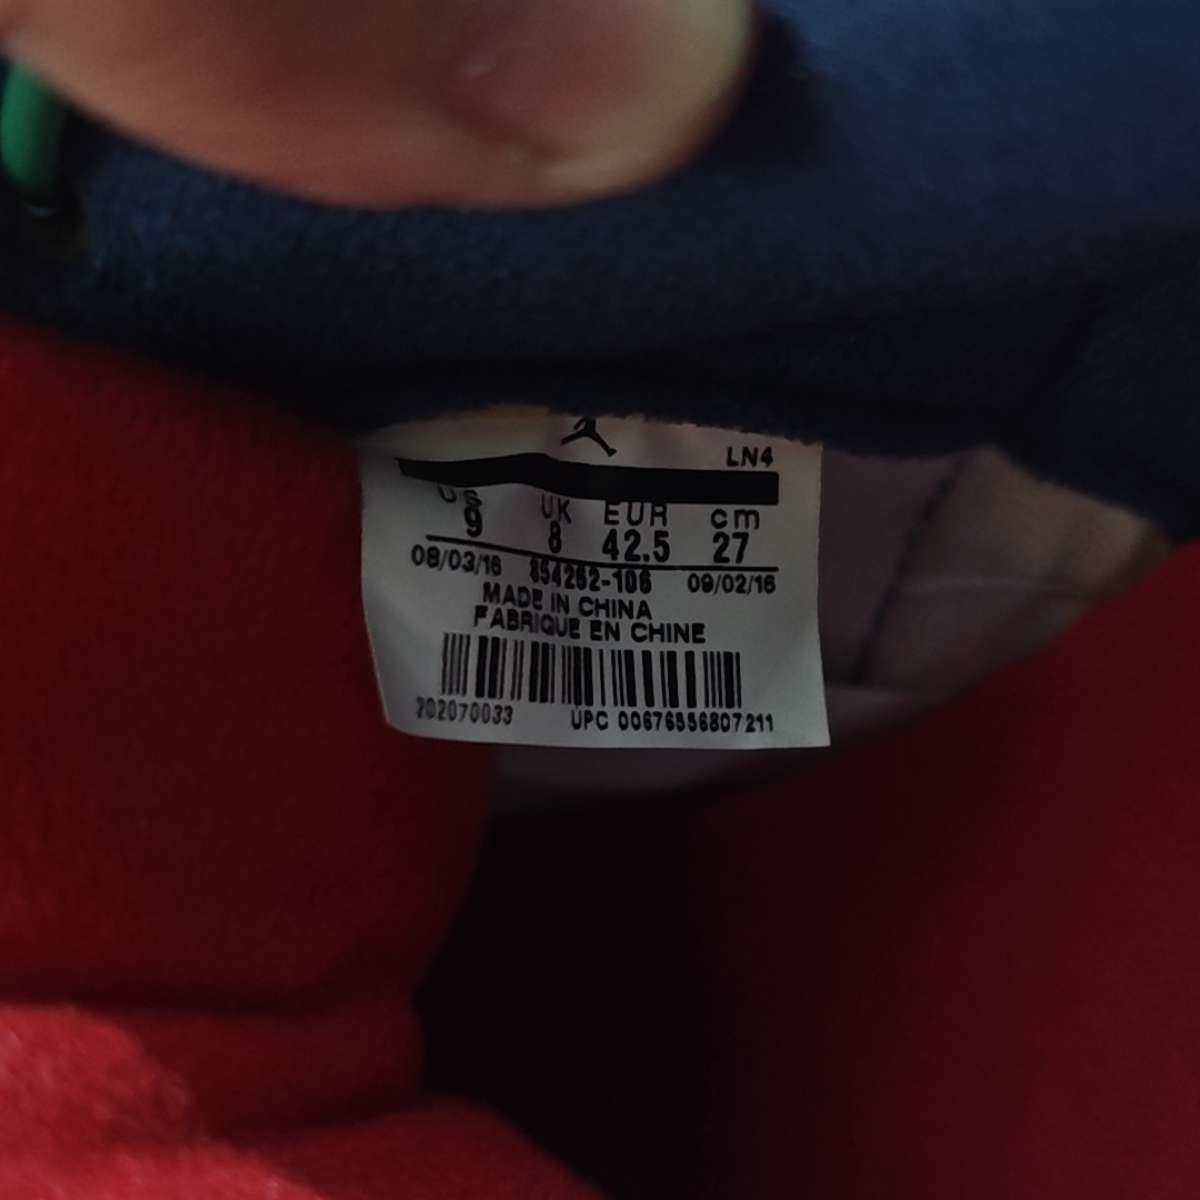 LN4
US UK EUR cm
9 8 42.5 27
08/03/16 854262-106 09/02/16
MADE IN CHINA
FABRIQUE EN CHINE
202070033 UPC 00676556807211